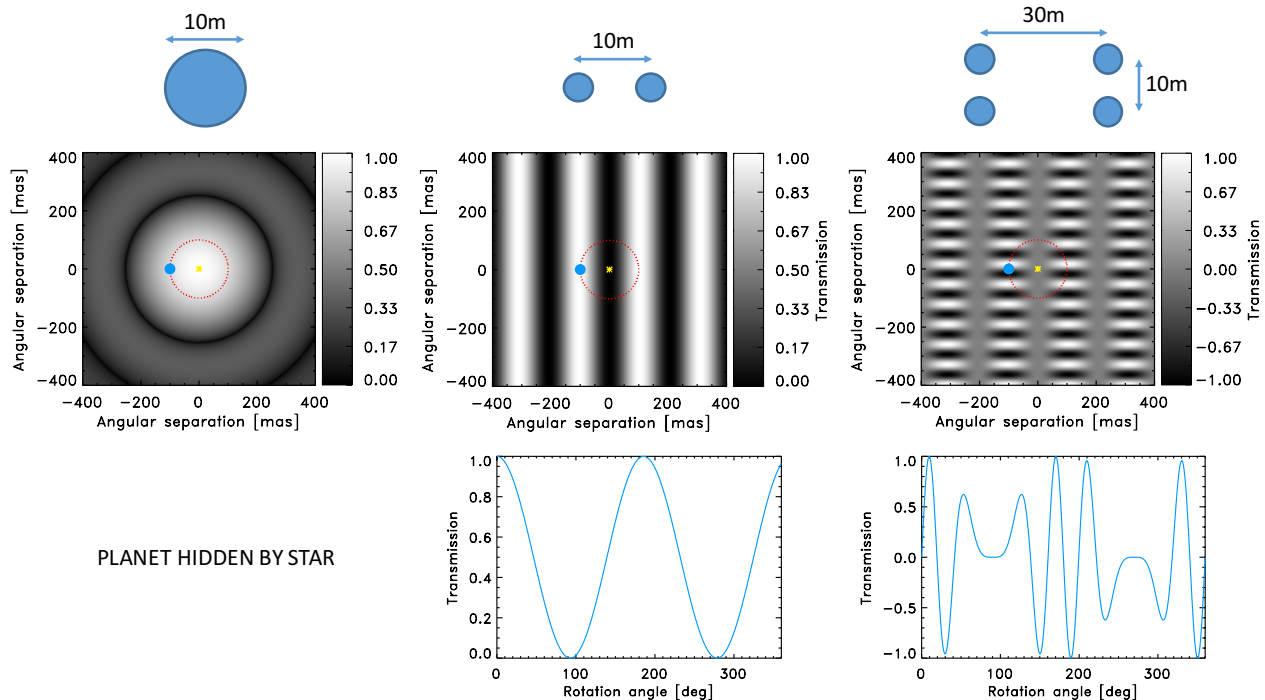 10m
10m
30m
10m
400
200
0
−200
−400
Angular separation [mas]
−400 −200 0 200 400
Angular separation [mas]
1.00
0.83
0.67
0.50
0.33
0.17
0.00
400
200
0
−200
−400
Angular separation [mas]
−400 −200 0 200 400
Angular separation [mas]
1.00
0.83
0.67
0.50
0.33
0.17
0.00
Transmission
400
200
0
−200
−400
Angular separation [mas]
−400 −200 0 200 400
Angular separation [mas]
1.00
0.67
0.33
0.00
−0.33
−0.67
−1.00
Transmission
PLANET HIDDEN BY STAR
1.0
0.8
0.6
0.4
0.2
0.0
Transmission
0 100 200 300
Rotation angle [deg]
1.0
0.5
0.0
−0.5
−1.0
Transmission
0 100 200 300
Rotation angle [deg]